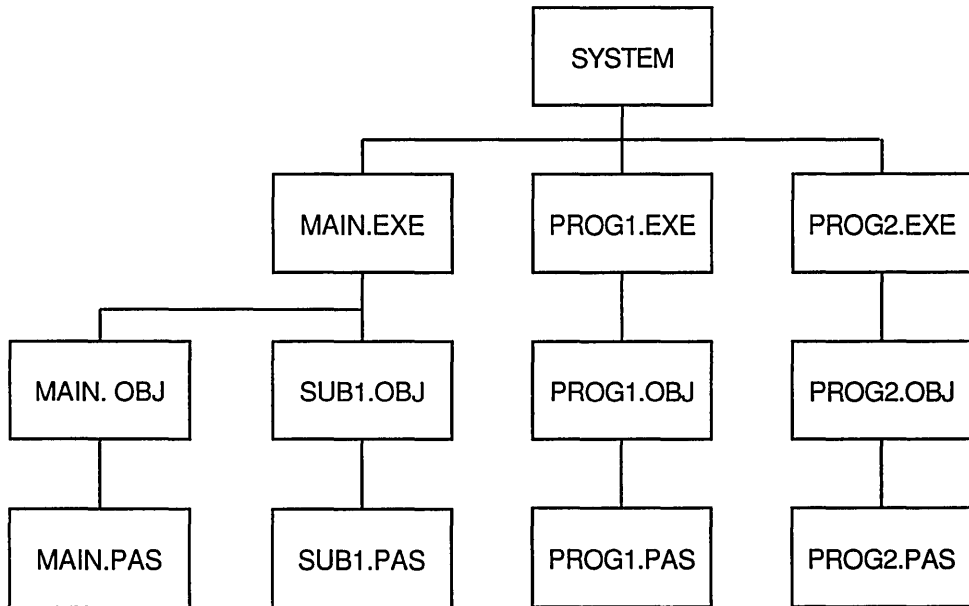 SYSTEM
MAIN.EXE
PROG1.EXE
PROG2.EXE
MAIN. OBJ
SUB1.OBJ
PROG1.OBJ
PROG2.OBJ
MAIN.PAS
SUB1.PAS
PROG1.PAS
PROG2.PAS